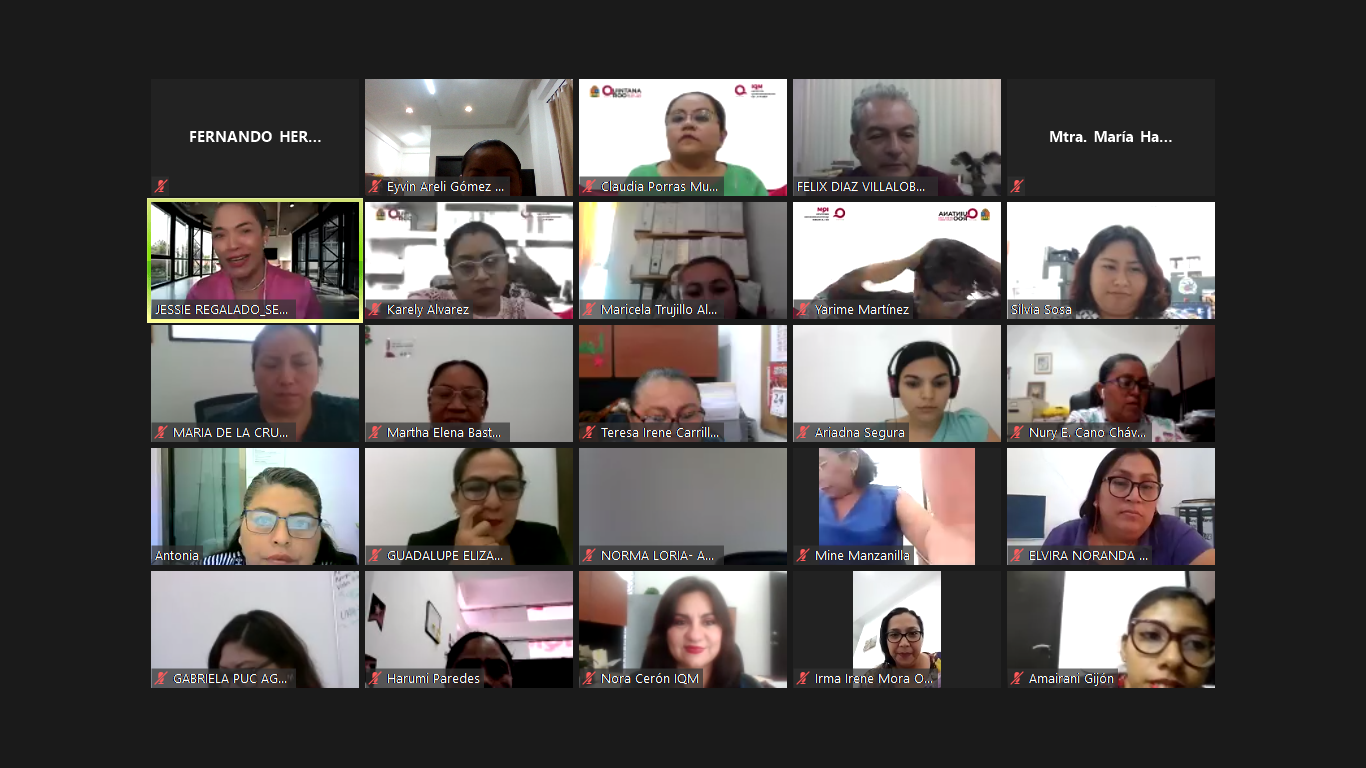 FERNANDO HER...
Eyvin Areli Gómez ...
QUINTANA ROO
IQM
Claudia Porras Mu...
FELIX DIAZ VILLALOB...
Mtra. María Ha...
JESSIE REGALADO_SE...
Karely Alvarez
Maricela Trujillo Al...
IQM
QUINTANA ROO
Yarime Martínez
Silvia Sosa
MARIA DE LA CRU...
Martha Elena Bast...
24
Teresa Irene Carrill...
Ariadna Segura
Nury E. Cano Cháv...
Antonia
GUADALUPE ELIZA...
NORMA LORIA- A...
Mine Manzanilla
ELVIRA NORANDA ...
GABRIELA PUC AG...
Harumi Paredes
Nora Cerón IQM
Irma Irene Mora O...
Amairani Gijón